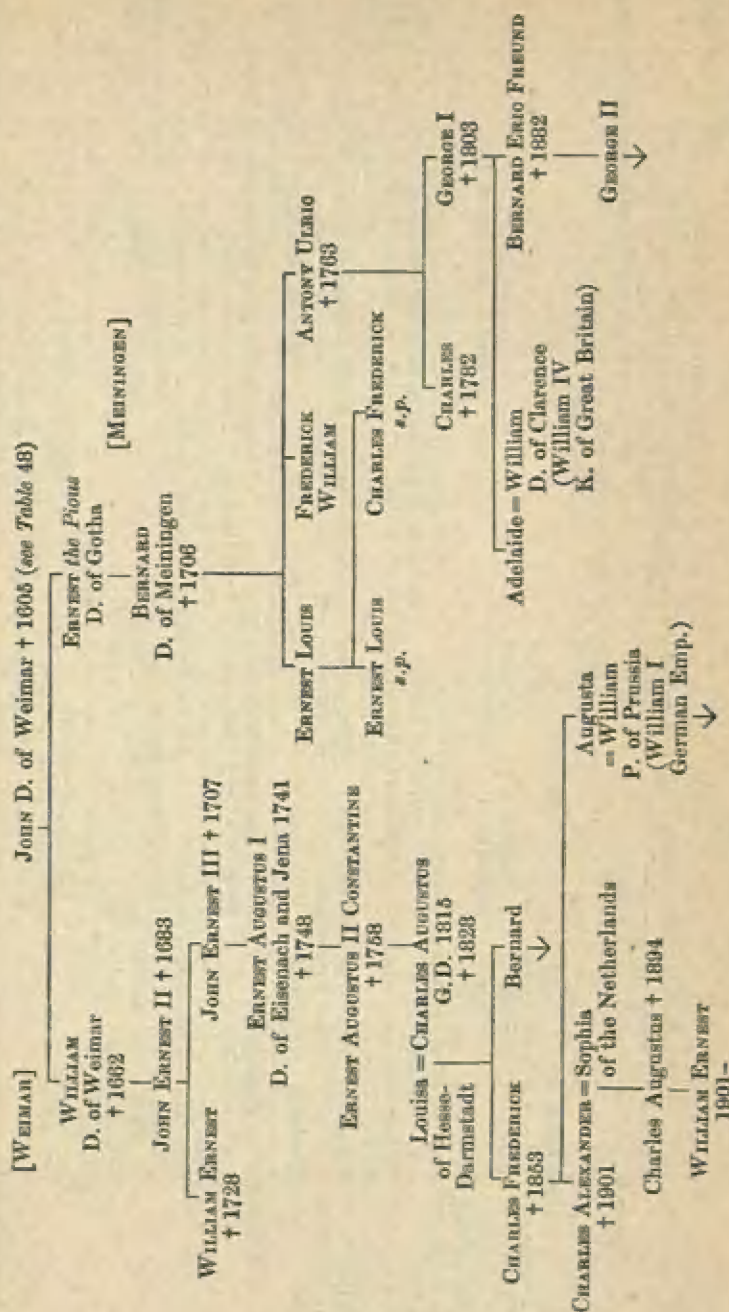 JOHN D. of Weimar † 1605 (see Table 48)
[WEIMAR]
WILLIAM
D. of Weimar
† 1662
ERNEST the Pious
D. of Gotha
[MEININGEN]
JOHN ERNEST II † 1683
BERNARD
D. of Meiningen
† 1706
WILLIAM ERNEST
† 1728
JOHN ERNEST III † 1707
ERNEST AUGUSTUS I
D. of Eisenach and Jena 1741
† 1748
ERNEST LOUIS
FREDERICK
WILLIAM
ANTONY ULRIC
† 1763
ERNEST AUGUSTUS II CONSTANTINE
† 1758
ERNEST LOUIS
s.p.
CHARLES FREDERICK
s.p.
Louisa = CHARLES AUGUSTUS
of Hesse-
Darmstadt
G.D. 1815
† 1828
CHARLES
† 1782
GEORGE I
† 1803
CHARLES FREDERICK
† 1853
Bernard
Adelaide = William
D. of Clarence
(William IV
K. of Great Britain)
BERNARD ERIC FREUND
† 1882
CHARLES ALEXANDER = Sophia
† 1901
of the Netherlands
Augusta
= William
P. of Prussia
(William I
German Emp.)
GEORGE II
Charles Augustus † 1894
WILLIAM ERNEST
1901-